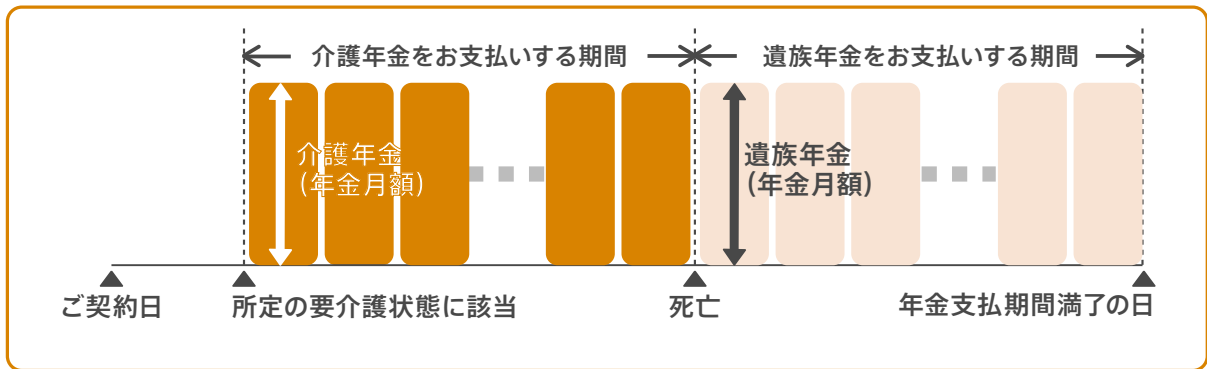 介護年金をお支払いする期間
遺族年金をお支払いする期間
介護年金
(年金月額)
遺族年金
(年金月額)
ご契約日
所定の要介護状態に該当
死亡
年金支払期間満了の日